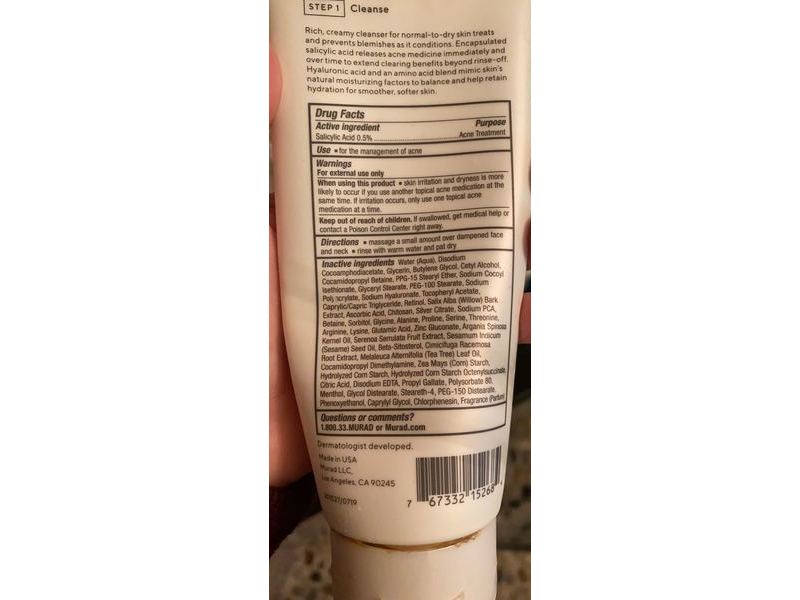 STEP 1 Cleanse
Rich, creamy cleanser for normal-to-dry skin treats
and prevents blemishes as it conditions. Encapsulated
salicylic acid releases acne medicine immediately and
over time to extend clearing benefits beyond rinse-off.
Hyaluronic acid and an amino acid blend mimic skin's
natural moisturizing factors to balance and help retain
hydration for smoother, softer skin.
Drug Facts
Active ingredient Purpose
Salicylic Acid 0.5% Acne Treatment
Use • for the management of acne
Warnings
For external use only
When using this product • skin irritation and dryness is more
likely to occur if you use another topical acne medication at the
same time. If irritation occurs, only use one topical acne
medication at a time.
Keep out of reach of children. If swallowed, get medical help or
contact a Poison Control Center right away.
Directions • massage a small amount over dampened face
and neck • rinse with warm water and pat dry
Inactive ingredients Water (Aqua), Disodium
Cocoamphodiacetate, Glycerin, Butylene Glycol, Cetyl Alcohol,
Cocamidopropyl Betaine, PPG-15 Stearyl Ether, Sodium Cocoyl
Isethionate, Glyceryl Stearate, PEG-100 Stearate, Sodium
Polyacrylate, Sodium Hyaluronate, Tocopheryl Acetate,
Caprylic/Capric Triglyceride, Retinol, Salix Alba (Willow) Bark
Extract, Ascorbic Acid, Chitosan, Silver Citrate, Sodium PCA,
Betaine, Sorbitol, Glycine, Alanine, Proline, Serine, Threonine,
Arginine, Lysine, Glutamic Acid, Zinc Gluconate, Argania Spinosa
Kernel Oil, Serenoa Serrulata Fruit Extract, Sesamum Indicum
(Sesame) Seed Oil, Beta-Sitosterol, Cimicifuga Racemosa
Root Extract, Melaleuca Alternifolia (Tea Tree) Leaf Oil,
Cocamidopropyl Dimethylamine, Zea Mays (Corn) Starch,
Hydrolyzed Corn Starch, Hydrolyzed Corn Starch Octenylsuccinate,
Citric Acid, Disodium EDTA, Propyl Gallate, Polysorbate 80,
Menthol, Glycol Distearate, Steareth-4, PEG-150 Distearate,
Phenoxyethanol, Caprylyl Glycol, Chlorphenesin, Fragrance (Parfum)
Questions or comments?
1.800.33.MURAD or Murad.com
Dermatologist developed.
Made in USA
Murad LLC,
Los Angeles, CA 90245
7 67332 15268